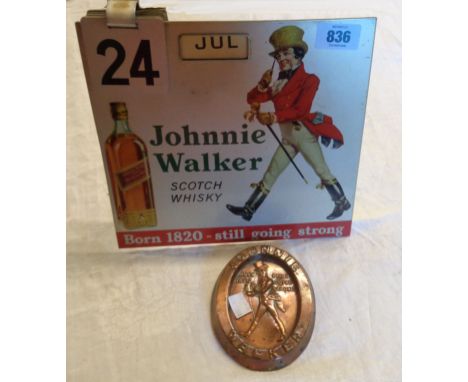 JUL
836
24
Johnnie
Walker
SCOTCH
WHISKY
Born 1820 - still going strong
JOHNNIE
WALKER